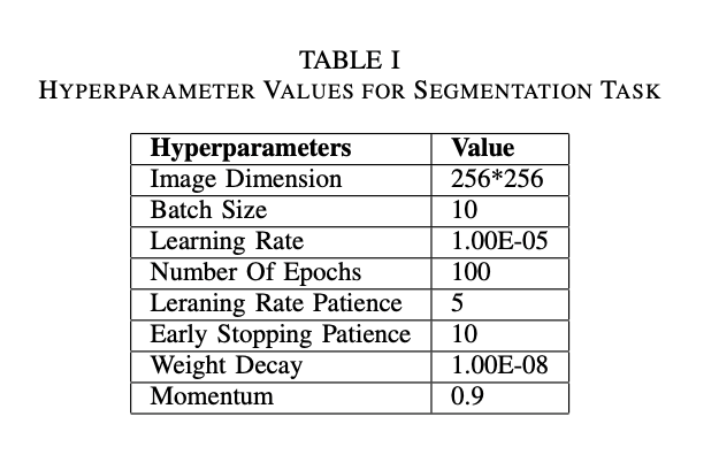 TABLE I
HYPERPARAMETER VALUES FOR SEGMENTATION TASK
Hyperparameters Value
Image Dimension 256*256
Batch Size 10
Learning Rate 1.00E-05
Number Of Epochs 100
Leraning Rate Patience 5
Early Stopping Patience 10
Weight Decay 1.00E-08
Momentum 0.9